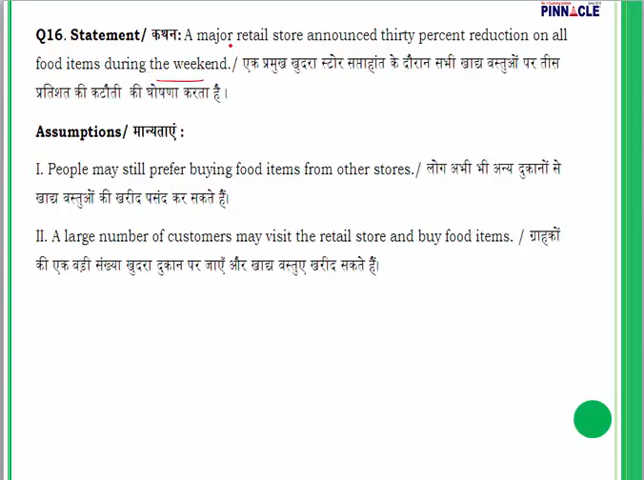 PINNACLE
Q16. Statement/ कथन: A major retail store announced thirty percent reduction on all
food items during the weekend./ एक प्रमुख खुदरा स्टोर सप्ताहांत के दौरान सभी खाद्य वस्तुओं पर तीस
प्रतिशत की कटौती की घोषणा करता है।
Assumptions/ मान्यताएं :
I. People may still prefer buying food items from other stores./ लोग अभी भी अन्य दुकानों से
खाद्य वस्तुओं की खरीद पसंद कर सकते हैं।
II. A large number of customers may visit the retail store and buy food items. / ग्राहकों
की एक बड़ी संख्या खुदरा दुकान पर जाएँ और खाद्य वस्तुए खरीद सकते हैं।